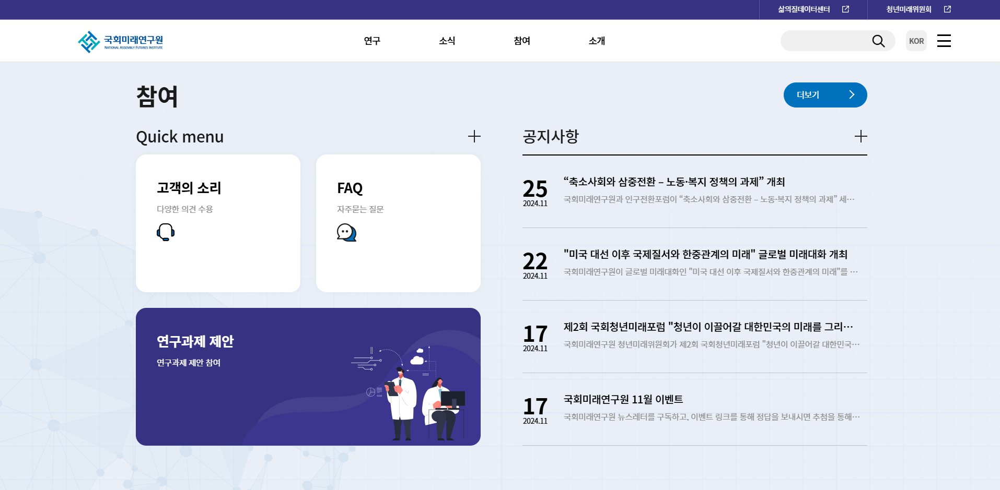 삶의질데이터센터
청년미래위원회
국회미래연구원
NATIONAL ASSEMBLY FUTURES INSTITUTE
연구
소식
참여
소개
KOR
참여
더보기
Quick menu
고객의 소리
다양한 의견 수용
FAQ
자주묻는 질문
연구과제 제안
연구과제 제안 참여
공지사항
25
2024.11
“축소사회와 삼중전환 – 노동·복지 정책의 과제” 개최
국회미래연구원과 인구전환포럼이 “축소사회와 삼중전환 – 노동·복지 정책의 과제” 세…
22
2024.11
"미국 대선 이후 국제질서와 한중관계의 미래" 글로벌 미래대화 개최
국회미래연구원이 글로벌 미래대화인 "미국 대선 이후 국제질서와 한중관계의 미래"를 …
17
2024.11
제2회 국회청년미래포럼 "청년이 이끌어갈 대한민국의 미래를 그리…
국회미래연구원 청년미래위원회가 제2회 국회청년미래포럼 "청년이 이끌어갈 대한민국…
17
2024.11
국회미래연구원 11월 이벤트
국회미래연구원 뉴스레터를 구독하고, 이벤트 링크를 통해 정답을 보내시면 추첨을 통해…